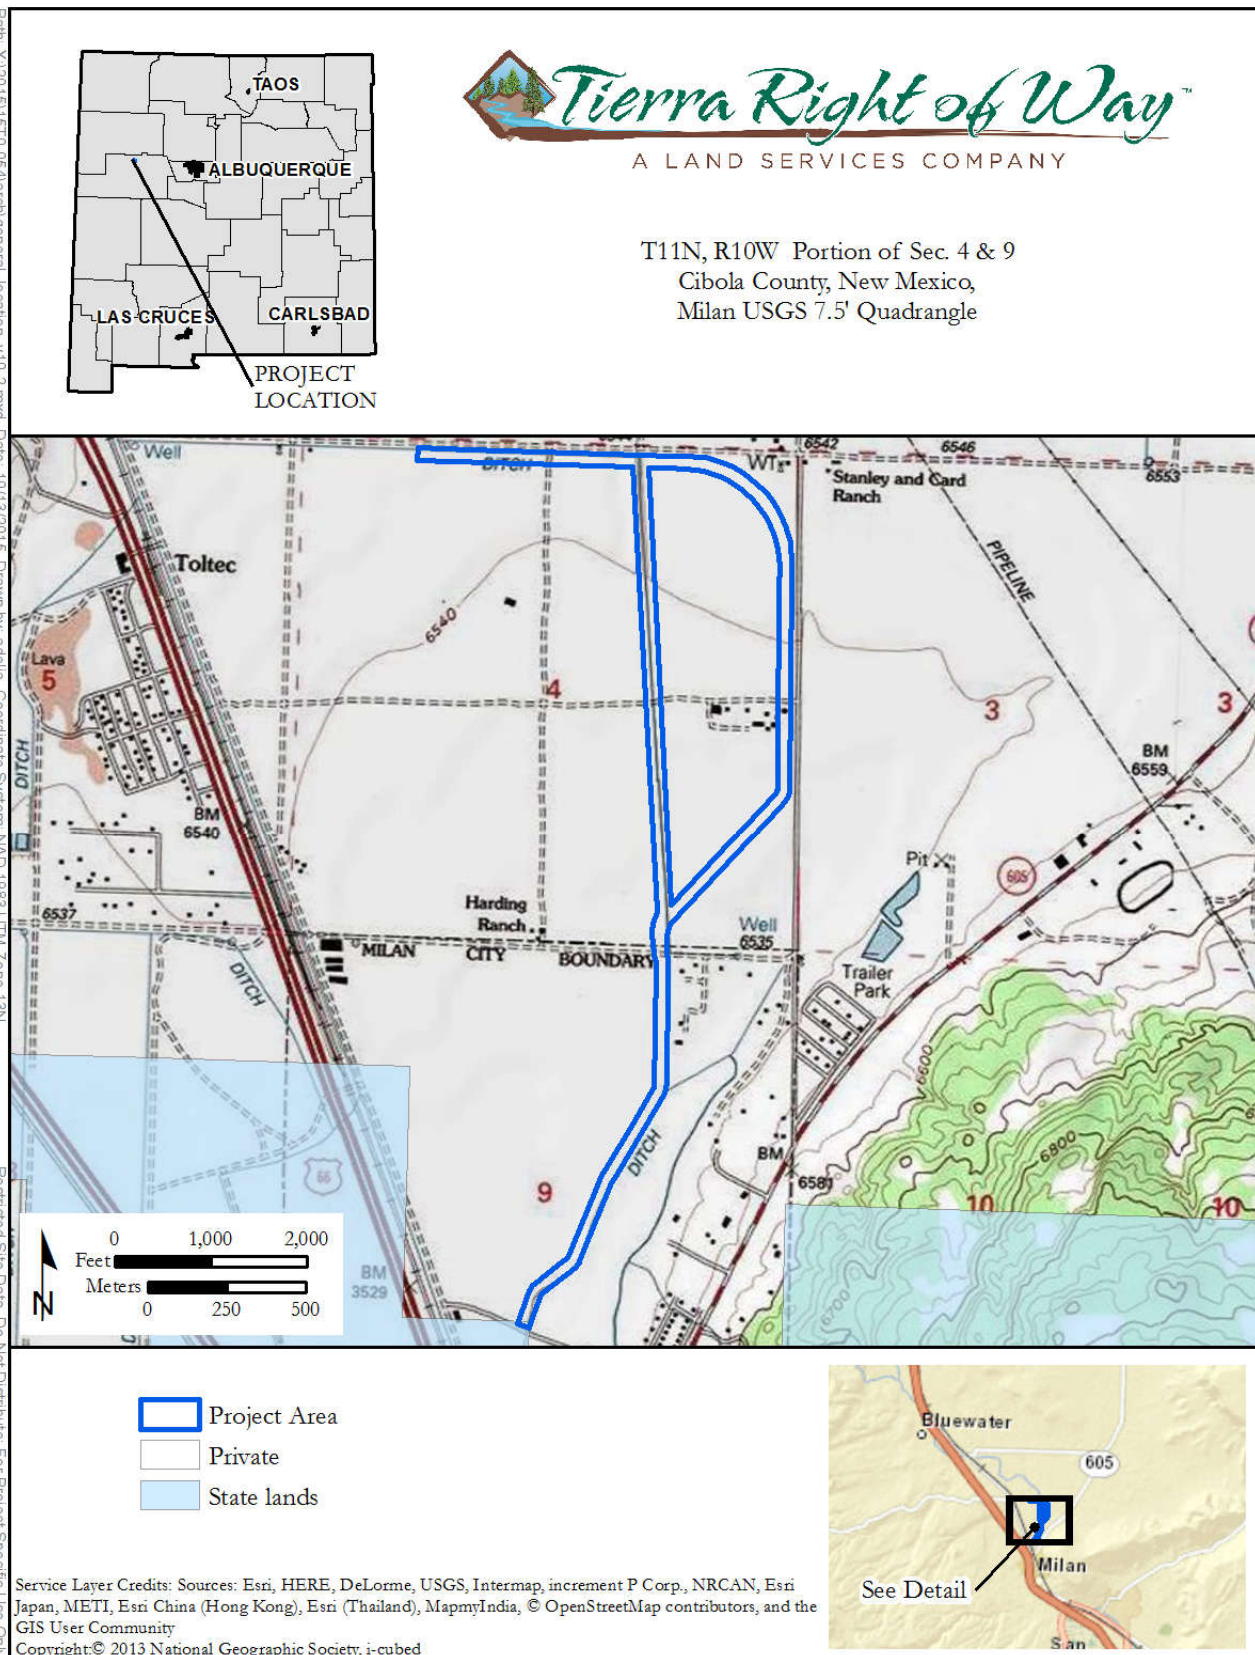 TAOS
ALBUQUERQUE
LAS CRUCES
CARLSBAD
PROJECT
LOCATION
Tierra Right of Way™
A LAND SERVICES COMPANY
T11N, R10W Portion of Sec. 4 & 9
Cibola County, New Mexico,
Milan USGS 7.5' Quadrangle
Well
DITCH
WT
6542
6546
6553
Stanley and Card
Ranch
Toltec
PIPELINE
6540
Lava
5
4
3
3
DITCH
BM
6540
BM
6559
Pit
605
6537
Harding
Ranch
Well
6535
MILAN CITY BOUNDARY
DITCH
Trailer
Park
6600
6800
DITCH
BM
6581
66
9
10
10
6700
BM
3529
0 1,000 2,000
Feet
Meters
0 250 500
N
Project Area
Private
State lands
Bluewater
605
Milan
See Detail
San
Service Layer Credits: Sources: Esri, HERE, DeLorme, USGS, Intermap, increment P Corp., NRCAN, Esri
Japan, METI, Esri China (Hong Kong), Esri (Thailand), MapmyIndia, © OpenStreetMap contributors, and the
GIS User Community
Copyright:© 2013 National Geographic Society, i-cubed